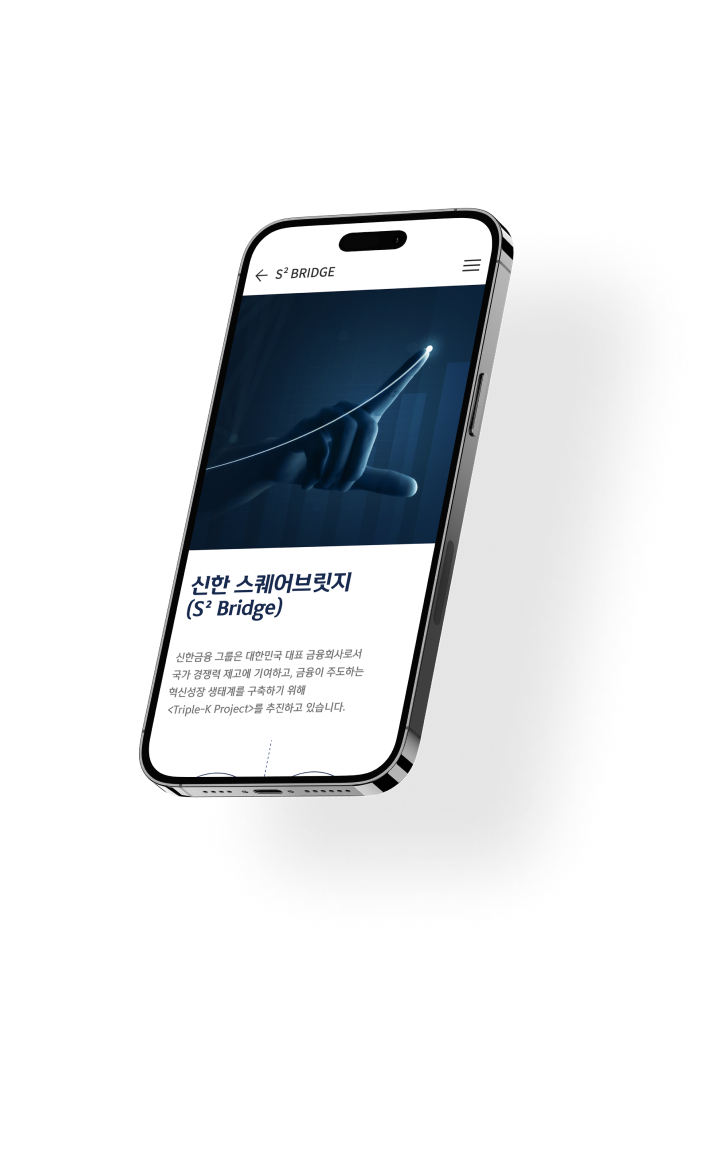 S² BRIDGE
신한 스퀘어브릿지
(S² Bridge)
신한금융 그룹은 대한민국 대표 금융회사로서
국가 경쟁력 제고에 기여하고, 금융이 주도하는
혁신성장 생태계를 구축하기 위해
<Triple-K Project>를 추진하고 있습니다.